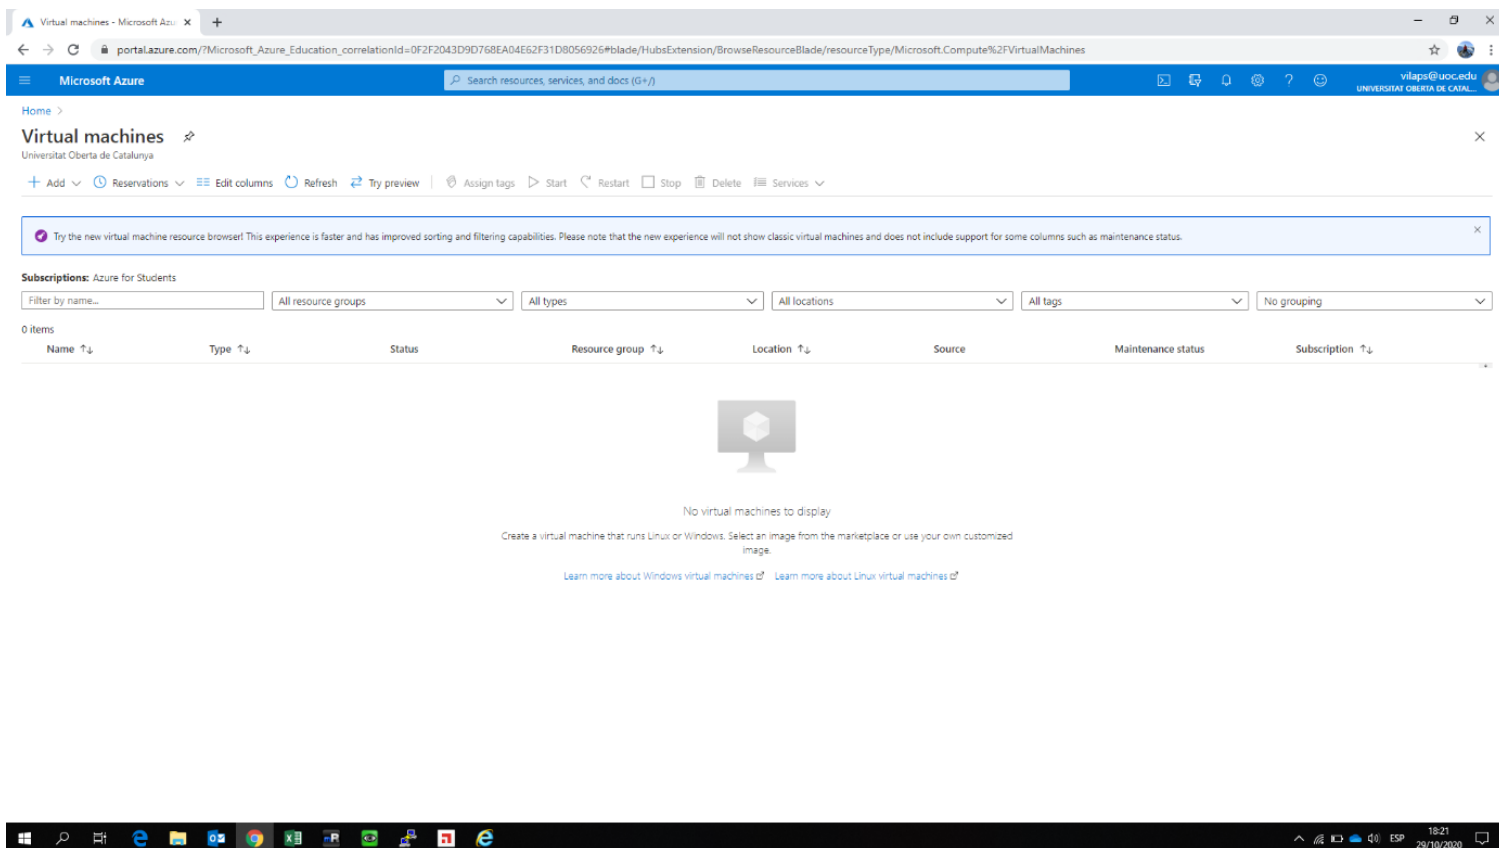 Virtual machines - Microsoft Azu
portal.azure.com/?Microsoft_Azure_Education_correlationId=0F2F2043D9D768EA04E62F31D8056926#blade/HubsExtension/BrowseResourceBlade/resourceType/Microsoft.Compute%2FVirtualMachines
Microsoft Azure
Search resources, services, and docs (G+/)
vilaps@uoc.edu
UNIVERSITAT OBERTA DE CATAL...
Home >
Virtual machines
Universitat Oberta de Catalunya
Add Reservations Edit columns Refresh Try preview Assign tags Start Restart Stop Delete Services
Try the new virtual machine resource browser! This experience is faster and has improved sorting and filtering capabilities. Please note that the new experience will not show classic virtual machines and does not include support for some columns such as maintenance status.
Subscriptions: Azure for Students
Filter by name... All resource groups All types All locations All tags No grouping
0 items
Name Type Status Resource group Location Source Maintenance status Subscription
No virtual machines to display
Create a virtual machine that runs Linux or Windows. Select an image from the marketplace or use your own customized
image.
Learn more about Windows virtual machines Learn more about Linux virtual machines
ESP
18:21
29/10/2020